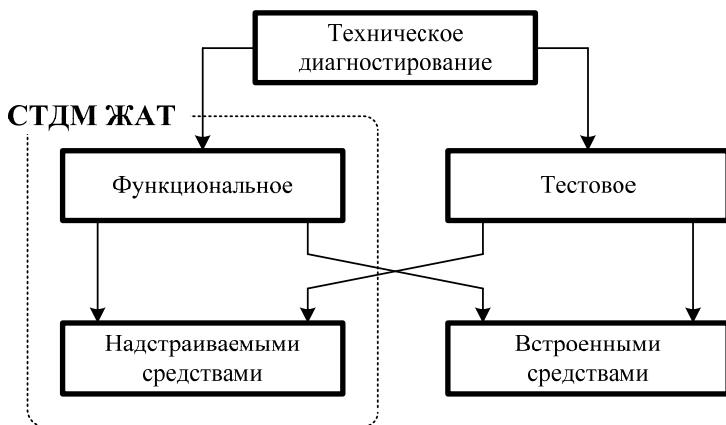 Техническое
диагностирование
СТДМ ЖАТ
Функциональное
Тестовое
Надстраиваемыми
средствами
Встроенными
средствами